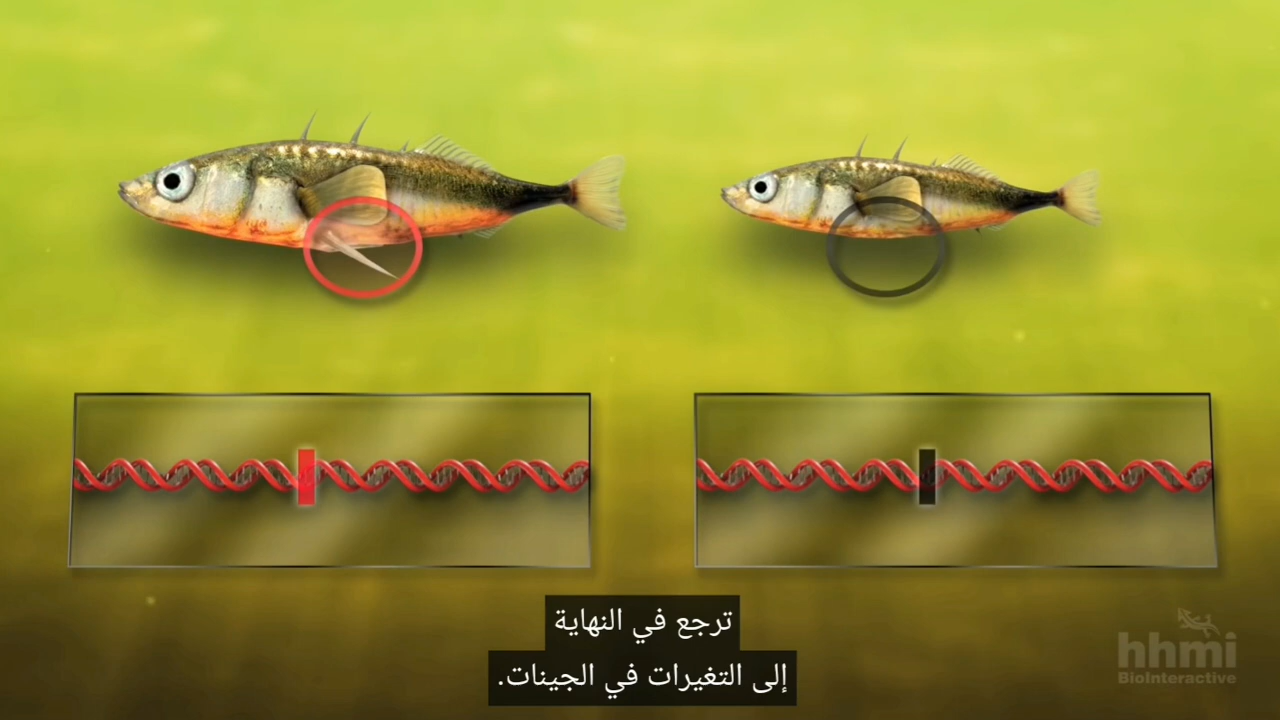 ترجع في النهاية
إلى التغيرات في الجينات.
hhmi
BioInteractive